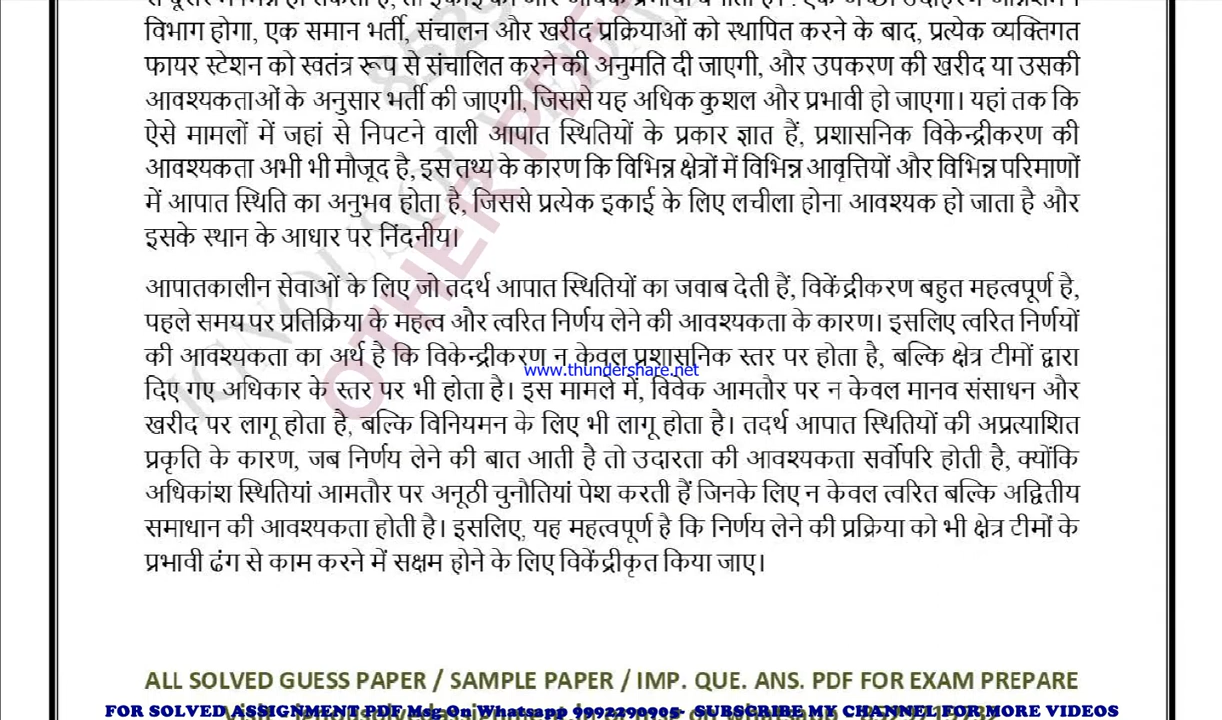 विभाग होगा, एक समान भर्ती, संचालन और खरीद प्रक्रियाओं को स्थापित करने के बाद, प्रत्येक व्यक्तिगत
फायर स्टेशन को स्वतंत्र रूप से संचालित करने की अनुमति दी जाएगी, और उपकरण की खरीद या उसकी
आवश्यकताओं के अनुसार भर्ती की जाएगी, जिससे यह अधिक कुशल और प्रभावी हो जाएगा। यहां तक कि
ऐसे मामलों में जहां से निपटने वाली आपात स्थितियों के प्रकार ज्ञात हैं, प्रशासनिक विकेन्द्रीकरण की
आवश्यकता अभी भी मौजूद है, इस तथ्य के कारण कि विभिन्न क्षेत्रों में विभिन्न आवृत्तियों और विभिन्न परिमाणों
में आपात स्थिति का अनुभव होता है, जिससे प्रत्येक इकाई के लिए लचीला होना आवश्यक हो जाता है और
इसके स्थान के आधार पर निंदनीय।
आपातकालीन सेवाओं के लिए जो तदर्थ आपात स्थितियों का जवाब देती हैं, विकेंद्रीकरण बहुत महत्वपूर्ण है,
पहले समय पर प्रतिक्रिया के महत्व और त्वरित निर्णय लेने की आवश्यकता के कारण। इसलिए त्वरित निर्णयों
की आवश्यकता का अर्थ है कि विकेन्द्रीकरण न केवल प्रशासनिक स्तर पर होता है, बल्कि क्षेत्र टीमों द्वारा
www.thundershare.net
दिए गए अधिकार के स्तर पर भी होता है। इस मामले में, विवेक आमतौर पर न केवल मानव संसाधन और
खरीद पर लागू होता है, बल्कि विनियमन के लिए भी लागू होता है। तदर्थ आपात स्थितियों की अप्रत्याशित
प्रकृति के कारण, जब निर्णय लेने की बात आती है तो उदारता की आवश्यकता सर्वोपरि होती है, क्योंकि
अधिकांश स्थितियां आमतौर पर अनूठी चुनौतियां पेश करती हैं जिनके लिए न केवल त्वरित बल्कि अद्वितीय
समाधान की आवश्यकता होती है। इसलिए, यह महत्वपूर्ण है कि निर्णय लेने की प्रक्रिया को भी क्षेत्र टीमों के
प्रभावी ढंग से काम करने में सक्षम होने के लिए विकेंद्रीकृत किया जाए।
OTHER PDF
ALL SOLVED GUESS PAPER / SAMPLE PAPER / IMP. QUE. ANS. PDF FOR EXAM PREPARE
FOR SOLVED ASSIGNMENT PDF Msg On Whatsapp 9992290905- SUBSCRIBE MY CHANNEL FOR MORE VIDEOS